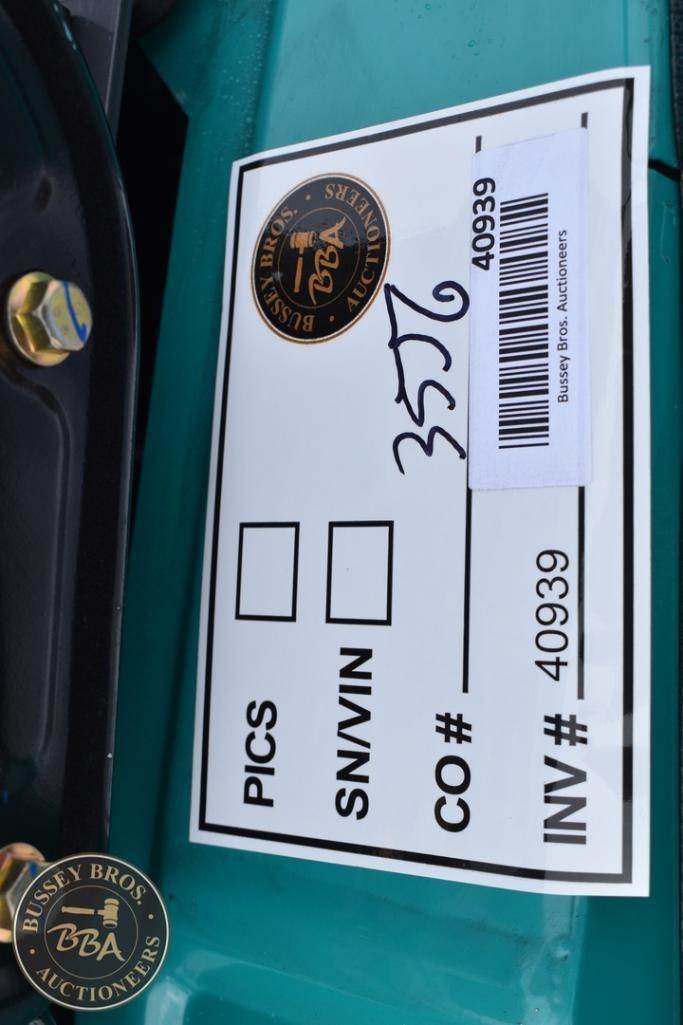 BUSSEY BROS. AUCTIONEERS
BBA
PICS
SN/VIN
CO # 3556
INV # 40939
40939
Bussey Bros. Auctioneers
BUSSEY BROS.
BBA
AUCTIONEERS